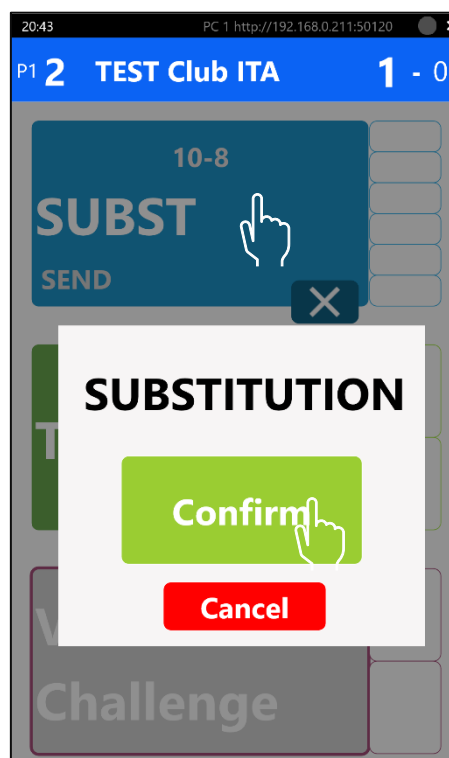 20:43 PC 1 http://192.168.0.211:50120
P1 2 TEST Club ITA 1 - 0
10-8
SUBST
SEND
SUBSTITUTION
Confirm
Cancel
Challenge